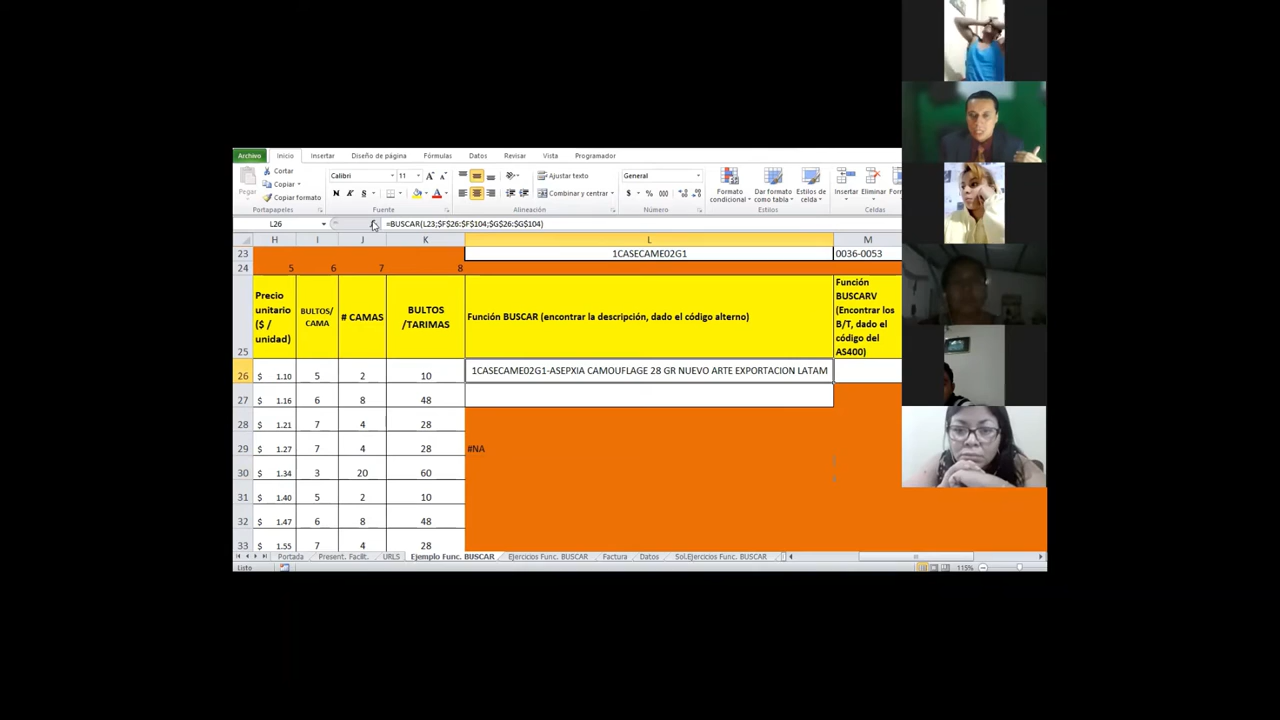 Archivo Inicio Insertar Diseño de página Fórmulas Datos Revisar Vista Programador
Pegar Cortar Calibri 11 Ajustar texto General
Copiar Combinar y centrar $ % 000
Copiar formato N K S
Formato condicional Dar formato como tabla Estilos de celda Insertar Eliminar
Portapapeles Fuente Alineación Número Estilos Celdas
L26 =BUSCAR(L23;$F$26:$F$104;$G$26:$G$104)
H I J K L M
23 1CASECAME02G1 0036-0053
24 5 6 7 8
25 Precio unitario ($ / unidad) BULTOS/ CAMA # CAMAS BULTOS /TARIMAS Función BUSCAR (encontrar la descripción, dado el código alterno) Función BUSCARV (Encontrar los B/T, dado el código del AS400)
26 $ 1.10 5 2 10 1CASECAME02G1-ASEPXIA CAMOUFLAGE 28 GR NUEVO ARTE EXPORTACION LATAM
27 $ 1.16 6 8 48
28 $ 1.21 7 4 28
29 $ 1.27 7 4 28 #NA
30 $ 1.34 3 20 60
31 $ 1.40 5 2 10
32 $ 1.47 6 8 48
33 $ 1.55 7 4 28
Portada Present. Facilit. URLS Ejemplo Func. BUSCAR Ejercicios Func. BUSCAR Factura Datos Sol.Ejercicios Func. BUSCAR
Listo 115%